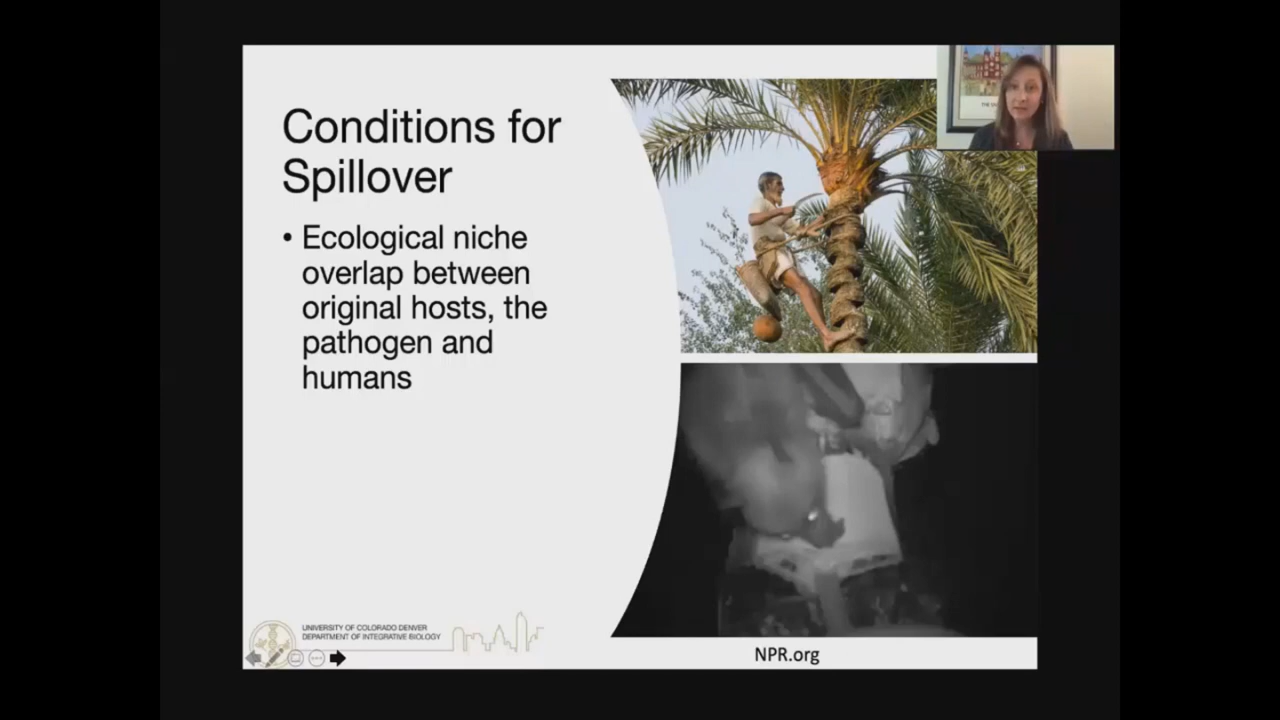 Conditions for
Spillover
• Ecological niche
overlap between
original hosts, the
pathogen and
humans
UNIVERSITY OF COLORADO DENVER
DEPARTMENT OF INTEGRATIVE BIOLOGY
NPR.org